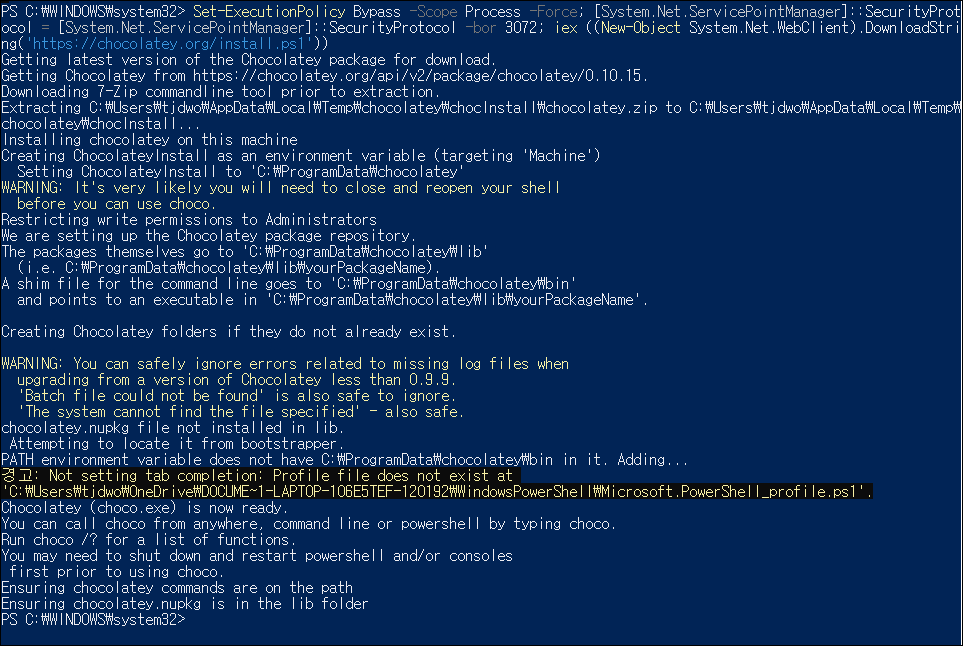 PS C:₩WINDOWS₩system32> Set-ExecutionPolicy Bypass -Scope Process -Force; [System.Net.ServicePointManager]::SecurityProt
ocol = [System.Net.ServicePointManager]::SecurityProtocol -bor 3072; iex ((New-Object System.Net.WebClient).DownloadStri
ng('https://chocolatey.org/install.ps1'))
Getting latest version of the Chocolatey package for download.
Getting Chocolatey from https://chocolatey.org/api/v2/package/chocolatey/0.10.15.
Downloading 7-Zip commandline tool prior to extraction.
Extracting C:₩Users₩tjdwo₩AppData₩Local₩Temp₩chocolatey₩chocInstall₩chocolatey.zip to C:₩Users₩tjdwo₩AppData₩Local₩Temp₩
chocolatey₩chocInstall...
Installing chocolatey on this machine
Creating ChocolateyInstall as an environment variable (targeting 'Machine')
  Setting ChocolateyInstall to 'C:₩ProgramData₩chocolatey'
WARNING: It's very likely you will need to close and reopen your shell
  before you can use choco.
Restricting write permissions to Administrators
We are setting up the Chocolatey package repository.
The packages themselves go to 'C:₩ProgramData₩chocolatey₩lib'
  (i.e. C:₩ProgramData₩chocolatey₩lib₩yourPackageName).
A shim file for the command line goes to 'C:₩ProgramData₩chocolatey₩bin'
  and points to an executable in 'C:₩ProgramData₩chocolatey₩lib₩yourPackageName'.

Creating Chocolatey folders if they do not already exist.

WARNING: You can safely ignore errors related to missing log files when
  upgrading from a version of Chocolatey less than 0.9.9.
  'Batch file could not be found' is also safe to ignore.
  'The system cannot find the file specified' - also safe.
chocolatey.nupkg file not installed in lib.
 Attempting to locate it from bootstrapper.
PATH environment variable does not have C:₩ProgramData₩chocolatey₩bin in it. Adding...
경고: Not setting tab completion: Profile file does not exist at
'C:₩Users₩tjdwo₩OneDrive₩DOCUME~1-LAPTOP-106E5TEF-120192₩WindowsPowerShell₩Microsoft.PowerShell_profile.ps1'.
Chocolatey (choco.exe) is now ready.
You can call choco from anywhere, command line or powershell by typing choco.
Run choco /? for a list of functions.
You may need to shut down and restart powershell and/or consoles
 first prior to using choco.
Ensuring chocolatey commands are on the path
Ensuring chocolatey.nupkg is in the lib folder
PS C:₩WINDOWS₩system32>